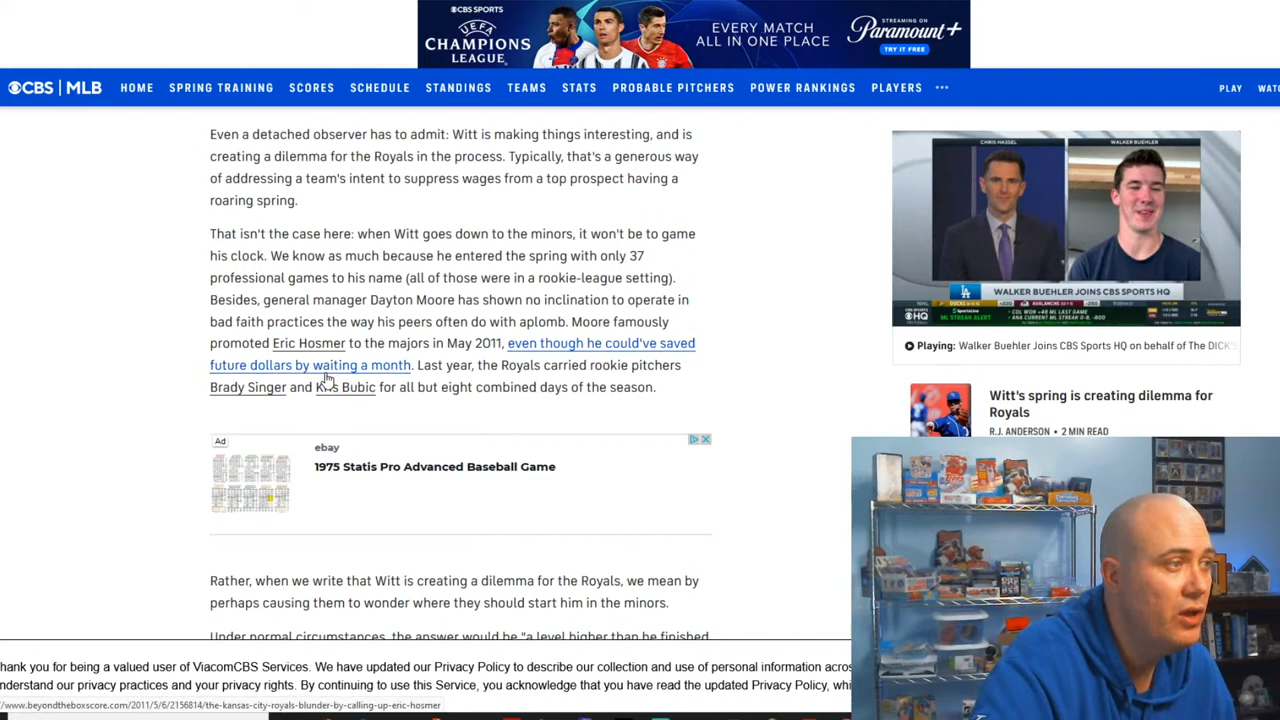 CBS SPORTS
UEFA
CHAMPIONS
LEAGUE
EVERY MATCH
ALL IN ONE PLACE
STREAMING ON
Paramount+
TRY IT FREE
CBS | MLB HOME SPRING TRAINING SCORES SCHEDULE STANDINGS TEAMS STATS PROBABLE PITCHERS POWER RANKINGS PLAYERS ... PLAY WATC
Even a detached observer has to admit: Witt is making things interesting, and is
creating a dilemma for the Royals in the process. Typically, that's a generous way
of addressing a team's intent to suppress wages from a top prospect having a
roaring spring.
That isn't the case here: when Witt goes down to the minors, it won't be to game
his clock. We know as much because he entered the spring with only 37
professional games to his name (all of those were in a rookie-league setting).
Besides, general manager Dayton Moore has shown no inclination to operate in
bad faith practices the way his peers often do with aplomb. Moore famously
promoted Eric Hosmer to the majors in May 2011, even though he could've saved
future dollars by waiting a month. Last year, the Royals carried rookie pitchers
Brady Singer and Kris Bubic for all but eight combined days of the season.
Ad
ebay
1975 Statis Pro Advanced Baseball Game
Rather, when we write that Witt is creating a dilemma for the Royals, we mean by
perhaps causing them to wonder where they should start him in the minors.
Under normal circumstances, the answer would be "a level higher than he finished
CHRIS HASSEL
WALKER BUEHLER
LA
WALKER BUEHLER JOINS CBS SPORTS HQ
Playing: Walker Buehler Joins CBS Sports HQ on behalf of The DICK'S
Witt's spring is creating dilemma for
Royals
R.J. ANDERSON • 2 MIN READ
hank you for being a valued user of ViacomCBS Services. We have updated our Privacy Policy to describe our collection and use of personal information across
nderstand our privacy practices and your privacy rights. By continuing to use this Service, you acknowledge that you have read the updated Privacy Policy, whi
//www.beyondtheboxscore.com/2011/5/6/2156814/the-kansas-city-royals-blunder-by-calling-up-eric-hosmer